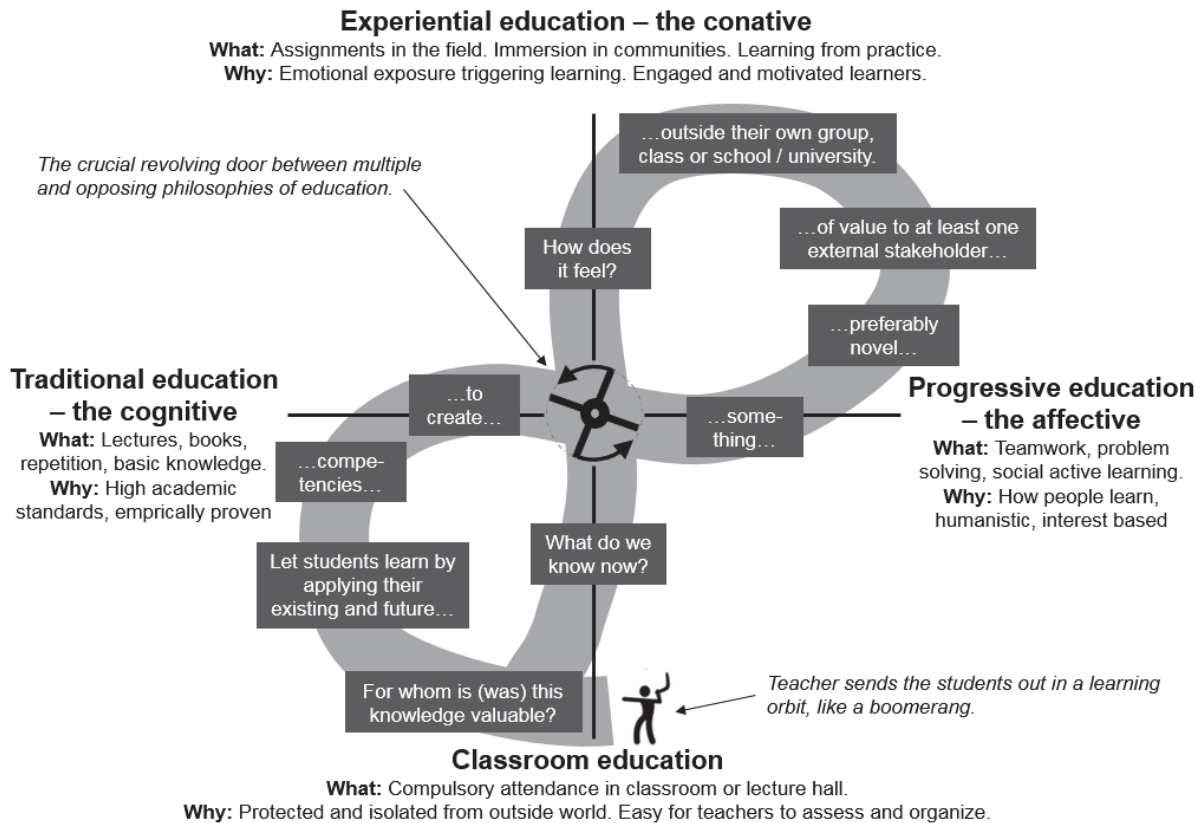 Experiential education – the conative
What: Assignments in the field. Immersion in communities. Learning from practice.
Why: Emotional exposure triggering learning. Engaged and motivated learners.
…outside their own group,
class or school / university.
The crucial revolving door between multiple
and opposing philosophies of education.
…of value to at least one
external stakeholder…
How does
it feel?
…preferably
novel…
Traditional education
– the cognitive
What: Lectures, books,
repetition, basic knowledge.
Why: High academic
standards, emprically proven
…to
create…
…some-
thing…
Progressive education
– the affective
What: Teamwork, problem
solving, social active learning.
Why: How people learn,
humanistic, interest based
…compe-
tencies…
What do we
know now?
Let students learn by
applying their
existing and future…
For whom is (was) this
knowledge valuable?
Teacher sends the students out in a learning
orbit, like a boomerang.
Classroom education
What: Compulsory attendance in classroom or lecture hall.
Why: Protected and isolated from outside world. Easy for teachers to assess and organize.